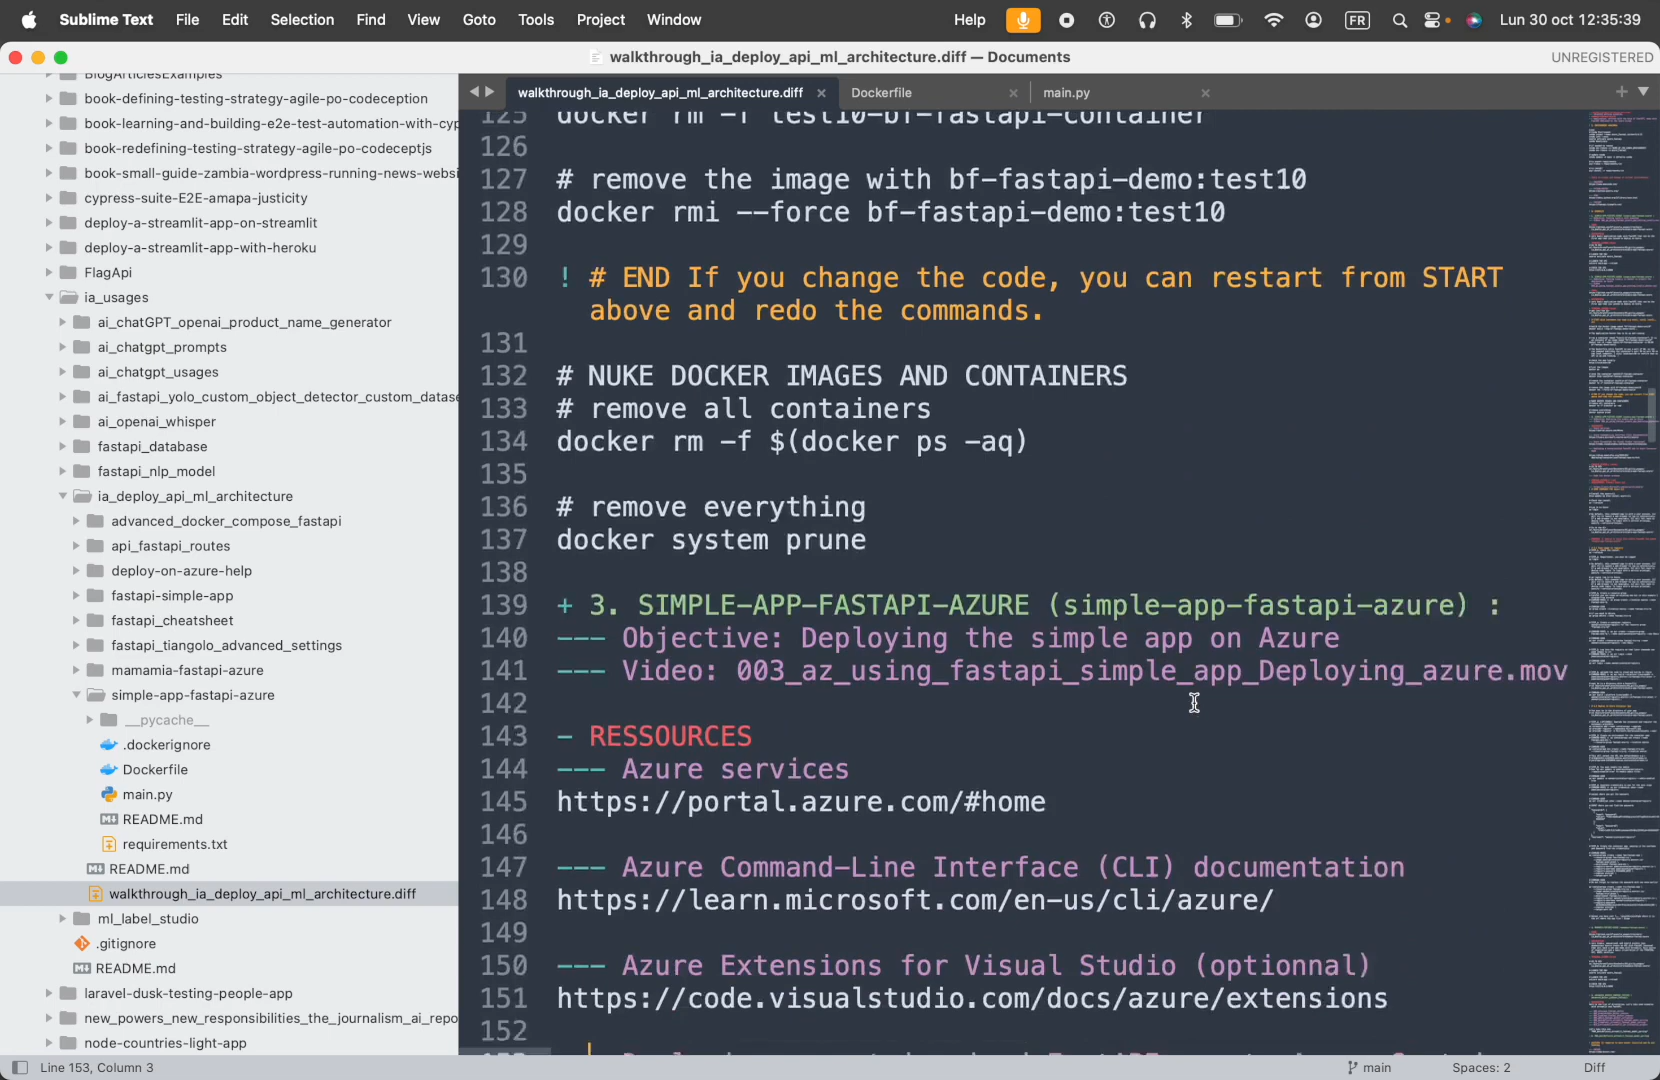 Sublime Text File Edit Selection Find View Goto Tools Project Window Help FR Lun 30 oct 12:35:39
walkthrough_ia_deploy_api_ml_architecture.diff — Documents UNREGISTERED
BlogArticlesExamples
book-defining-testing-strategy-agile-po-codeception
book-learning-and-building-e2e-test-automation-with-cyp
book-redefining-testing-strategy-agile-po-codeceptjs
book-small-guide-zambia-wordpress-running-news-websi
cypress-suite-E2E-amapa-justicity
deploy-a-streamlit-app-on-streamlit
deploy-a-streamlit-app-with-heroku
FlagApi
ia_usages
ai_chatGPT_openai_product_name_generator
ai_chatgpt_prompts
ai_chatgpt_usages
ai_fastapi_yolo_custom_object_detector_custom_datase
ai_openai_whisper
fastapi_database
fastapi_nlp_model
ia_deploy_api_ml_architecture
advanced_docker_compose_fastapi
api_fastapi_routes
deploy-on-azure-help
fastapi-simple-app
fastapi_cheatsheet
fastapi_tiangolo_advanced_settings
mamamia-fastapi-azure
simple-app-fastapi-azure
__pycache__
.dockerignore
Dockerfile
main.py
README.md
requirements.txt
README.md
walkthrough_ia_deploy_api_ml_architecture.diff
ml_label_studio
.gitignore
README.md
laravel-dusk-testing-people-app
new_powers_new_responsibilities_the_journalism_ai_repo
node-countries-light-app
walkthrough_ia_deploy_api_ml_architecture.diff Dockerfile main.py
125 docker rm -f test10-bf-fastapi-container
126
127 # remove the image with bf-fastapi-demo:test10
128 docker rmi --force bf-fastapi-demo:test10
129
130 ! # END If you change the code, you can restart from START
above and redo the commands.
131
132 # NUKE DOCKER IMAGES AND CONTAINERS
133 # remove all containers
134 docker rm -f $(docker ps -aq)
135
136 # remove everything
137 docker system prune
138
139 + 3. SIMPLE-APP-FASTAPI-AZURE (simple-app-fastapi-azure) :
140 --- Objective: Deploying the simple app on Azure
141 --- Video: 003_az_using_fastapi_simple_app_Deploying_azure.mov
142
143 - RESSOURCES
144 --- Azure services
145 https://portal.azure.com/#home
146
147 --- Azure Command-Line Interface (CLI) documentation
148 https://learn.microsoft.com/en-us/cli/azure/
149
150 --- Azure Extensions for Visual Studio (optionnal)
151 https://code.visualstudio.com/docs/azure/extensions
152
Line 153, Column 3 main Spaces: 2 Diff